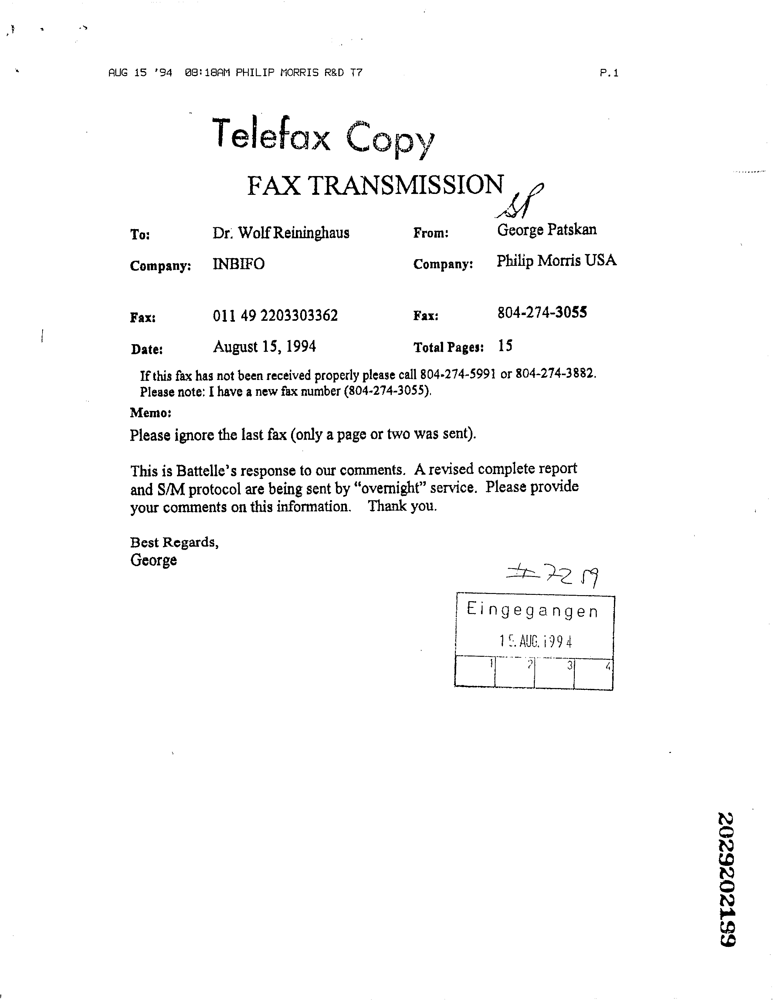 AUG 15 '94 08:18AM PHILIP MORRIS R&D T7 P.1
Telefax Copy
FAX TRANSMISSION
To: Dr. Wolf Reininghaus From: George Patskan
Company: INBIFO Company: Philip Morris USA
Fax: 011 49 2203303362 Fax: 804-274-3055
Date: August 15, 1994 Total Pages: 15
If this fax has not been received properly please call 804-274-5991 or 804-274-3882.
Please note: I have a new fax number (804-274-3055).
Memo:
Please ignore the last fax (only a page or two was sent).
This is Battelle's response to our comments. A revised complete report
and S/M protocol are being sent by "overnight" service. Please provide
your comments on this information. Thank you.
Best Regards,
George
Eingegangen
AUG. 1994
1 2 3 4
2029202199